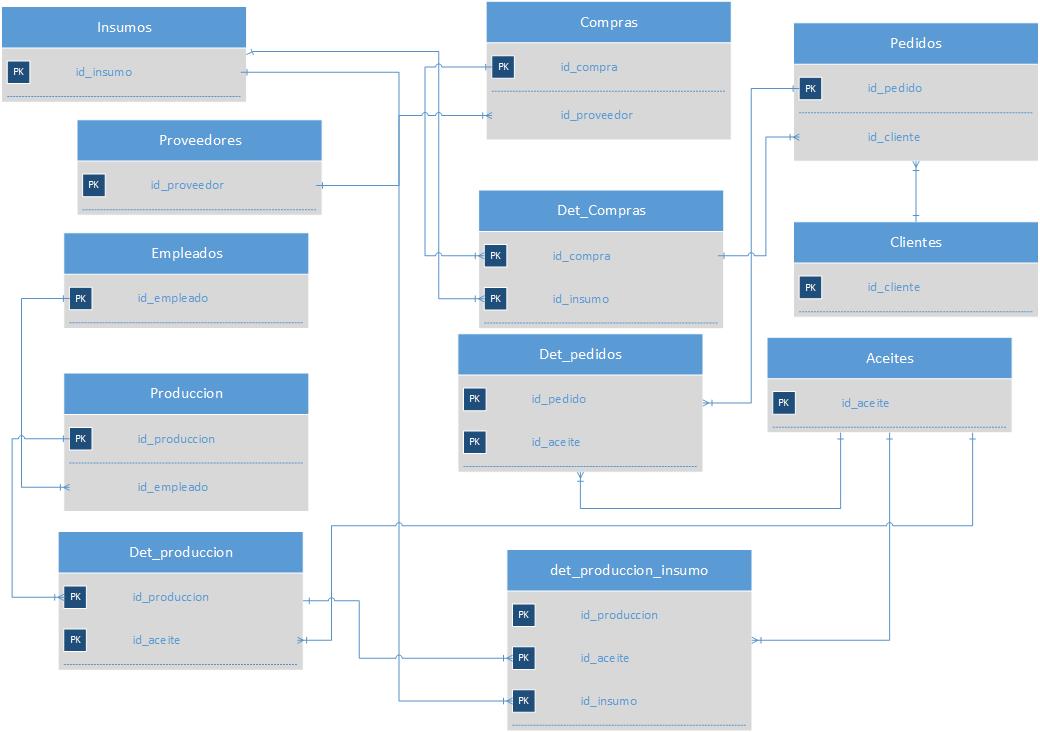 Insumos
PK id_insumo
Compras
PK id_compra
id_proveedor
Pedidos
PK id_pedido
id_cliente
Proveedores
PK id_proveedor
Det_Compras
PK id_compra
PK id_insumo
Clientes
PK id_cliente
Empleados
PK id_empleado
Det_pedidos
PK id_pedido
PK id_aceite
Aceites
PK id_aceite
Produccion
PK id_produccion
id_empleado
Det_produccion
PK id_produccion
PK id_aceite
det_produccion_insumo
PK id_produccion
PK id_aceite
PK id_insumo